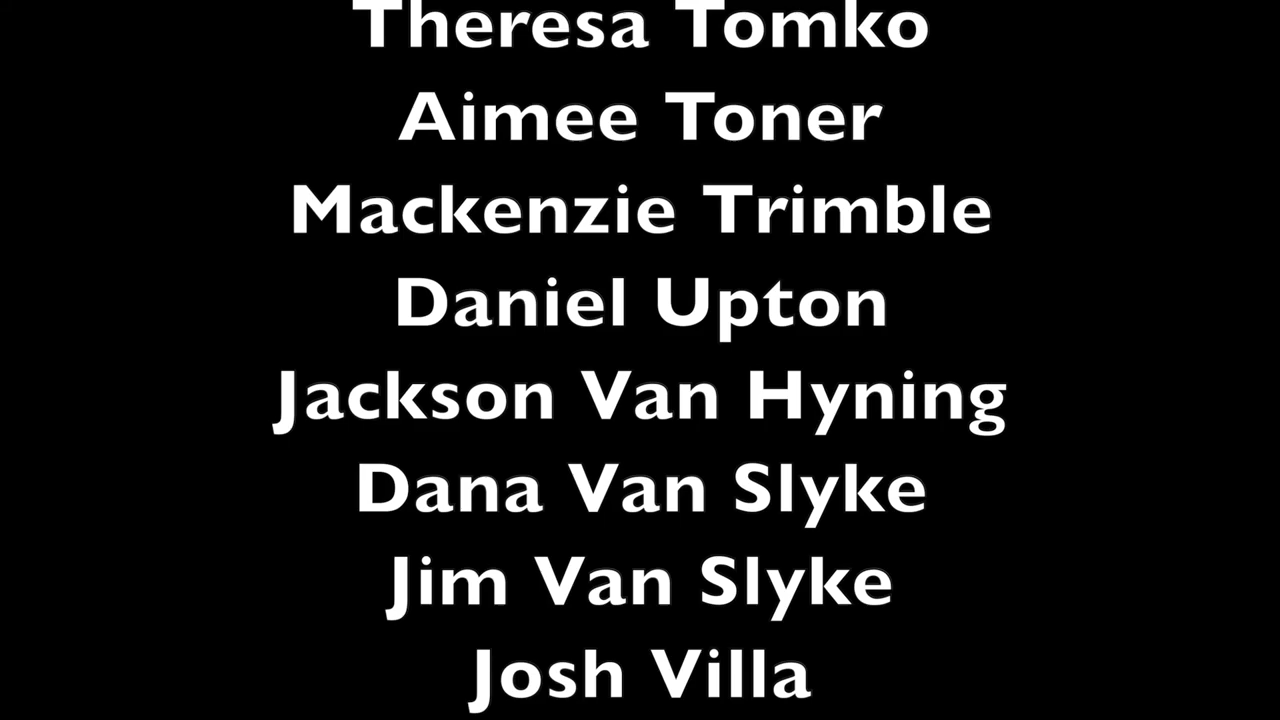 Theresa Tomko
Aimee Toner
Mackenzie Trimble
Daniel Upton
Jackson Van Hyning
Dana Van Slyke
Jim Van Slyke
Josh Villa